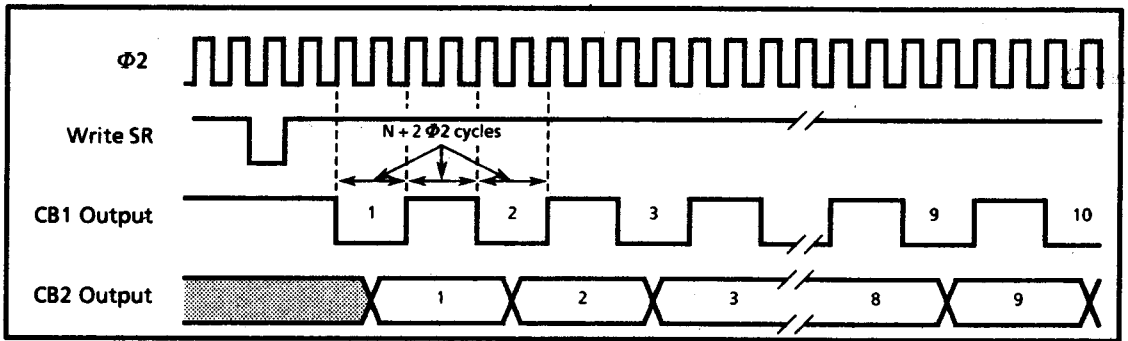 Φ2
Write SR
N + 2 Φ2 cycles
CB1 Output
1 2 3 9 10
CB2 Output
1 2 3 8 9